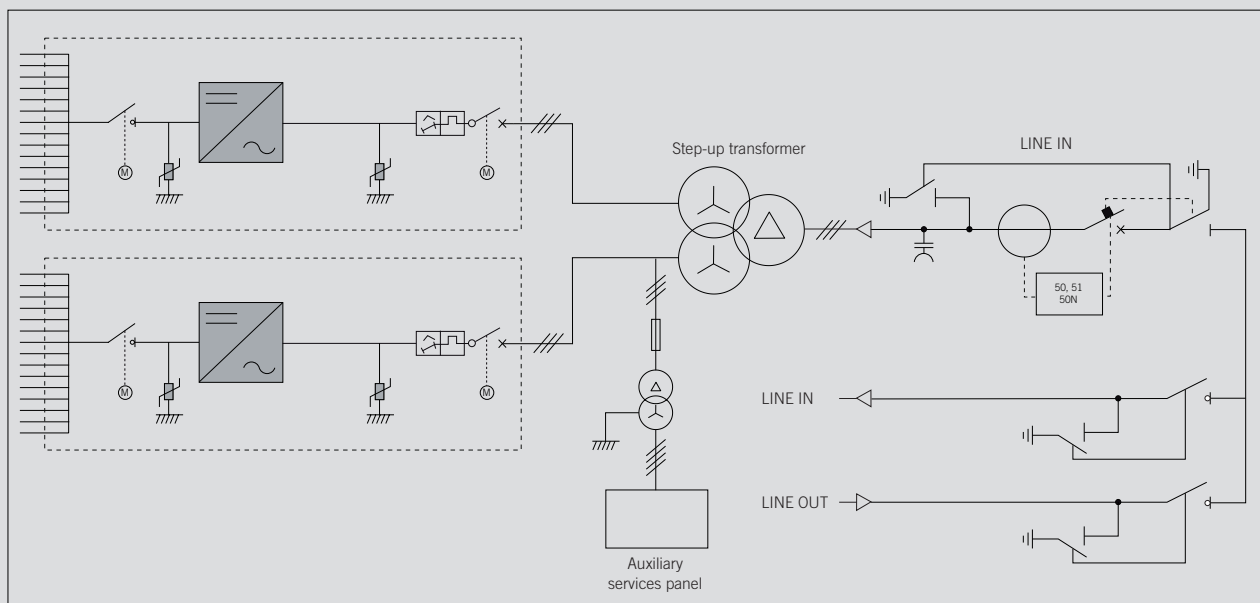 LINE IN
Step-up transformer
M
M
50, 51
50N
M
M
LINE IN
LINE OUT
Auxiliary
services panel